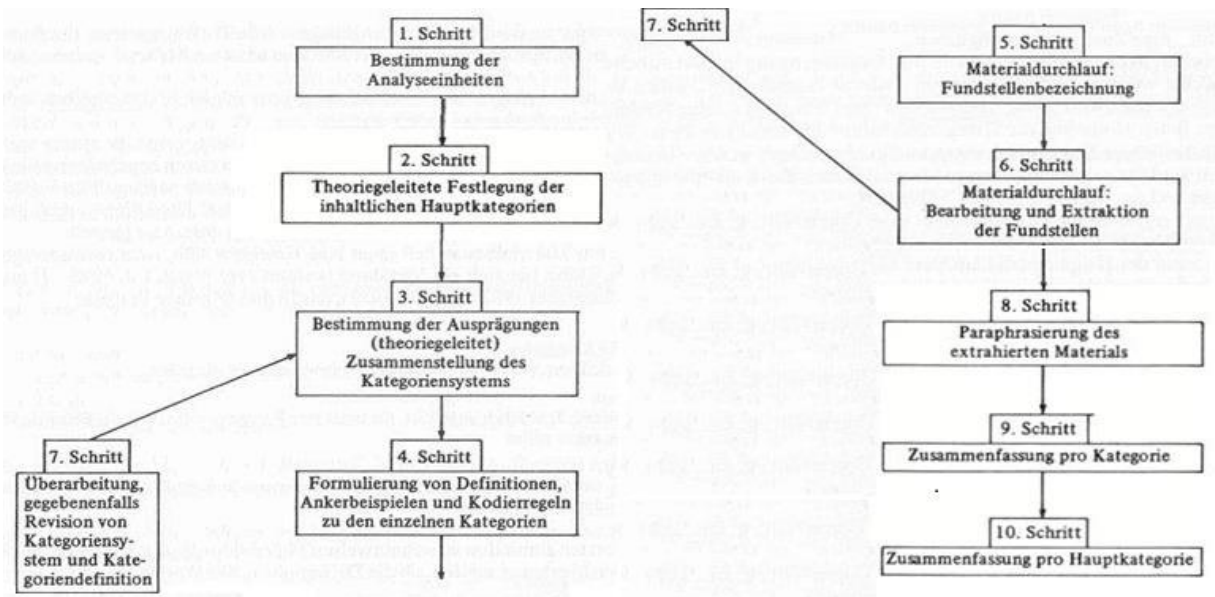 1. Schritt
Bestimmung der
Analyseeinheiten
2. Schritt
Theoriegeleitete Festlegung der
inhaltlichen Hauptkategorien
3. Schritt
Bestimmung der Ausprägungen
(theoriegeleitet)
Zusammenstellung des
Kategoriensystems
7. Schritt
Überarbeitung,
gegebenenfalls
Revision von
Kategoriensy-
stem und Kate-
goriendefinition
4. Schritt
Formulierung von Definitionen,
Ankerbeispielen und Kodierregeln
zu den einzelnen Kategorien
7. Schritt
5. Schritt
Materialdurchlauf:
Fundstellenbezeichnung
6. Schritt
Materialdurchlauf:
Bearbeitung und Extraktion
der Fundstellen
8. Schritt
Paraphrasierung des
extrahierten Materials
9. Schritt
Zusammenfassung pro Kategorie
10. Schritt
Zusammenfassung pro Hauptkategorie